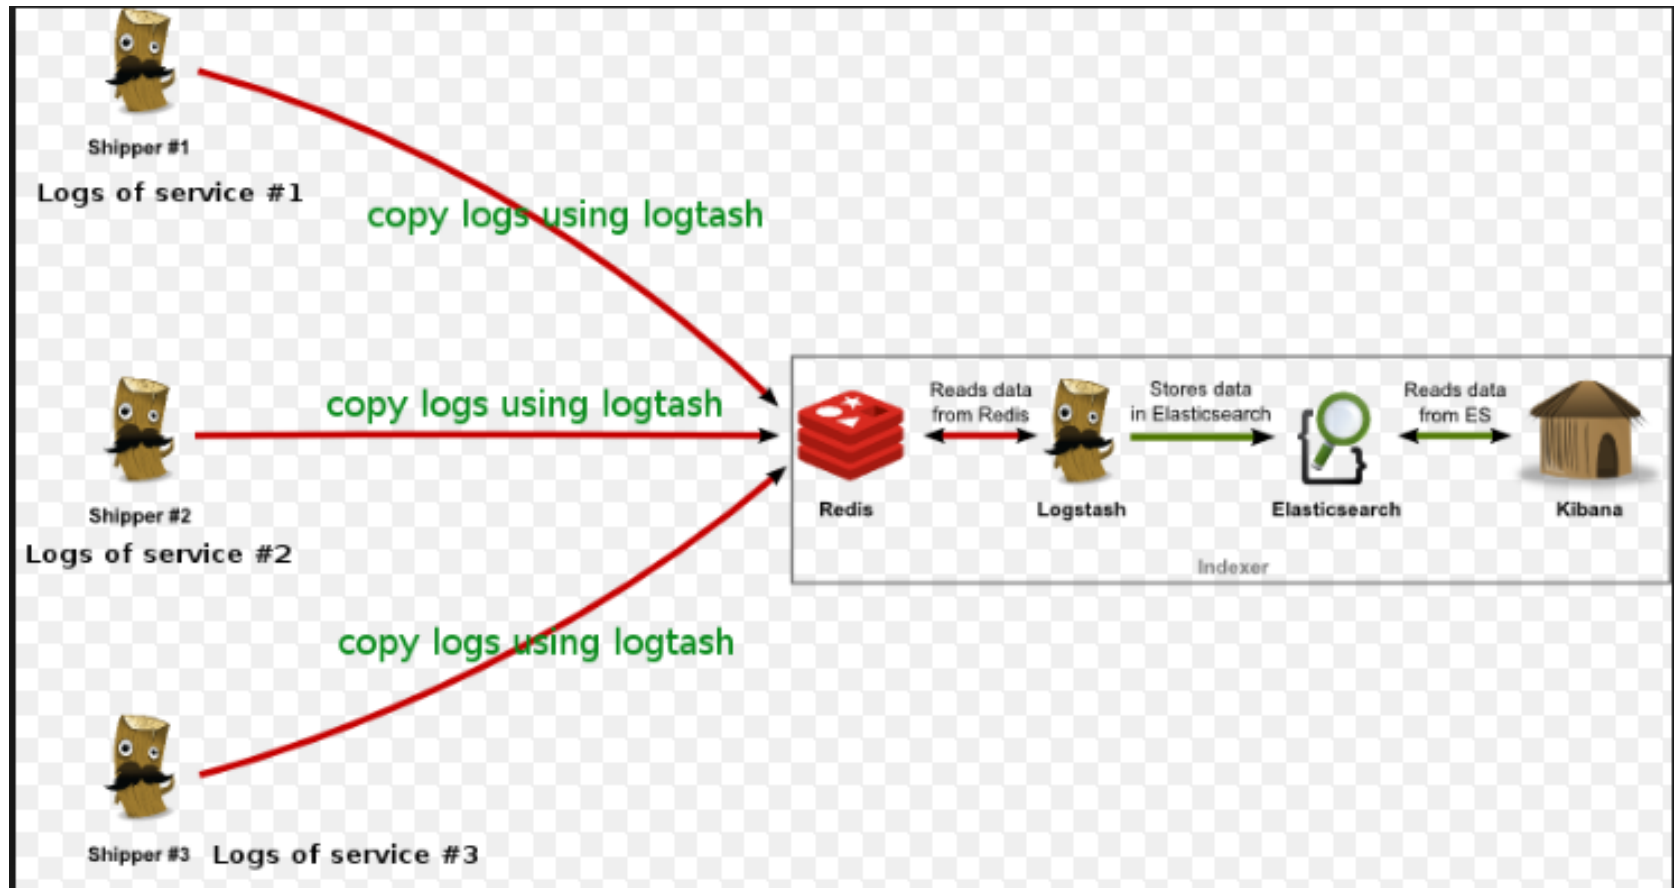 Shipper #1
Logs of service #1
copy logs using logtash
copy logs using logtash
Shipper #2
Logs of service #2
Reads data
from Redis
Stores data
in Elasticsearch
Reads data
from ES
Redis
Logstash
Elasticsearch
Kibana
Indexer
copy logs using logtash
Shipper #3
Logs of service #3